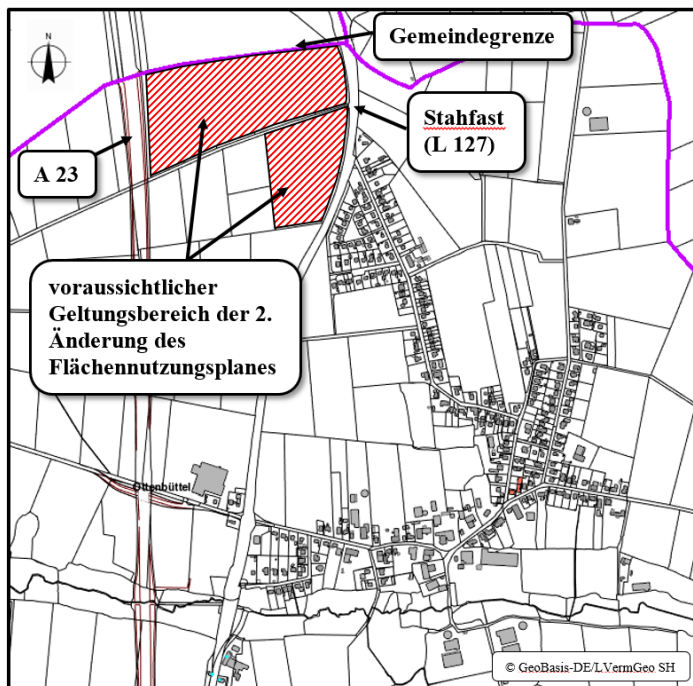 Gemeindegrenze
N
Stahfast
(L 127)
A 23
voraussichtlicher
Geltungsbereich der 2.
Änderung des
Flächennutzungsplanes
Ottenbüttel
© GeoBasis-DE/LVermGeo SH